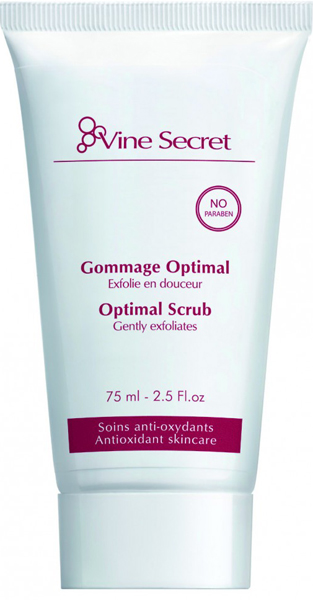 Vine Secret
NO
PARABEN
Gommage Optimal
Exfolie en douceur
Optimal Scrub
Gently exfoliates
75 ml - 2.5 Fl.oz
Soins anti-oxydants
Antioxidant skincare